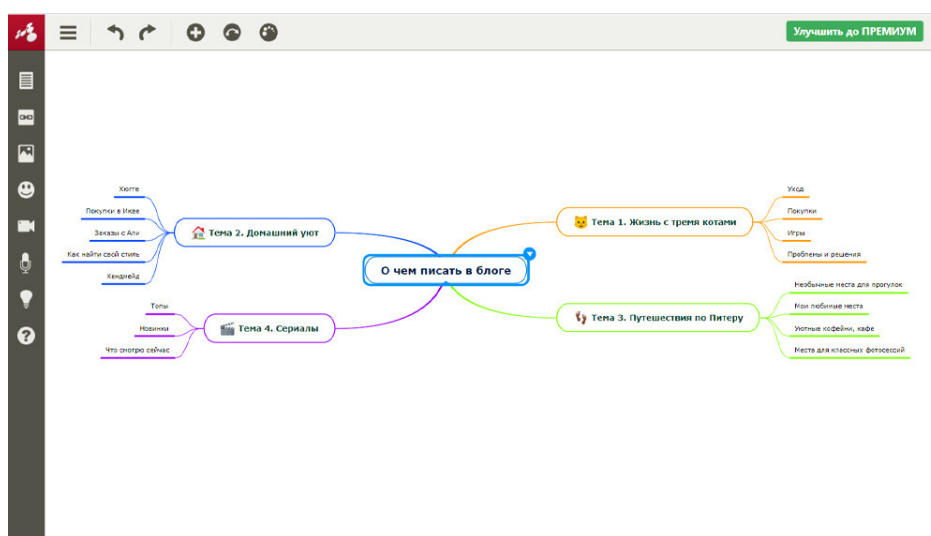 Улучшить до ПРЕМИУМ
О чем писать в блоге
Тема 1. Жизнь с тремя котами
Уход
Покупки
Игры
Проблемы и решения
Тема 2. Домашний уют
Хюгге
Покупки в Икее
Заказы с Али
Как найти свой стиль
Хендмейд
Тема 3. Путешествия по Питеру
Необычные места для прогулок
Мои любимые места
Уютные кофейни, кафе
Места для классных фотосессий
Тема 4. Сериалы
Топы
Новинки
Что смотрю сейчас